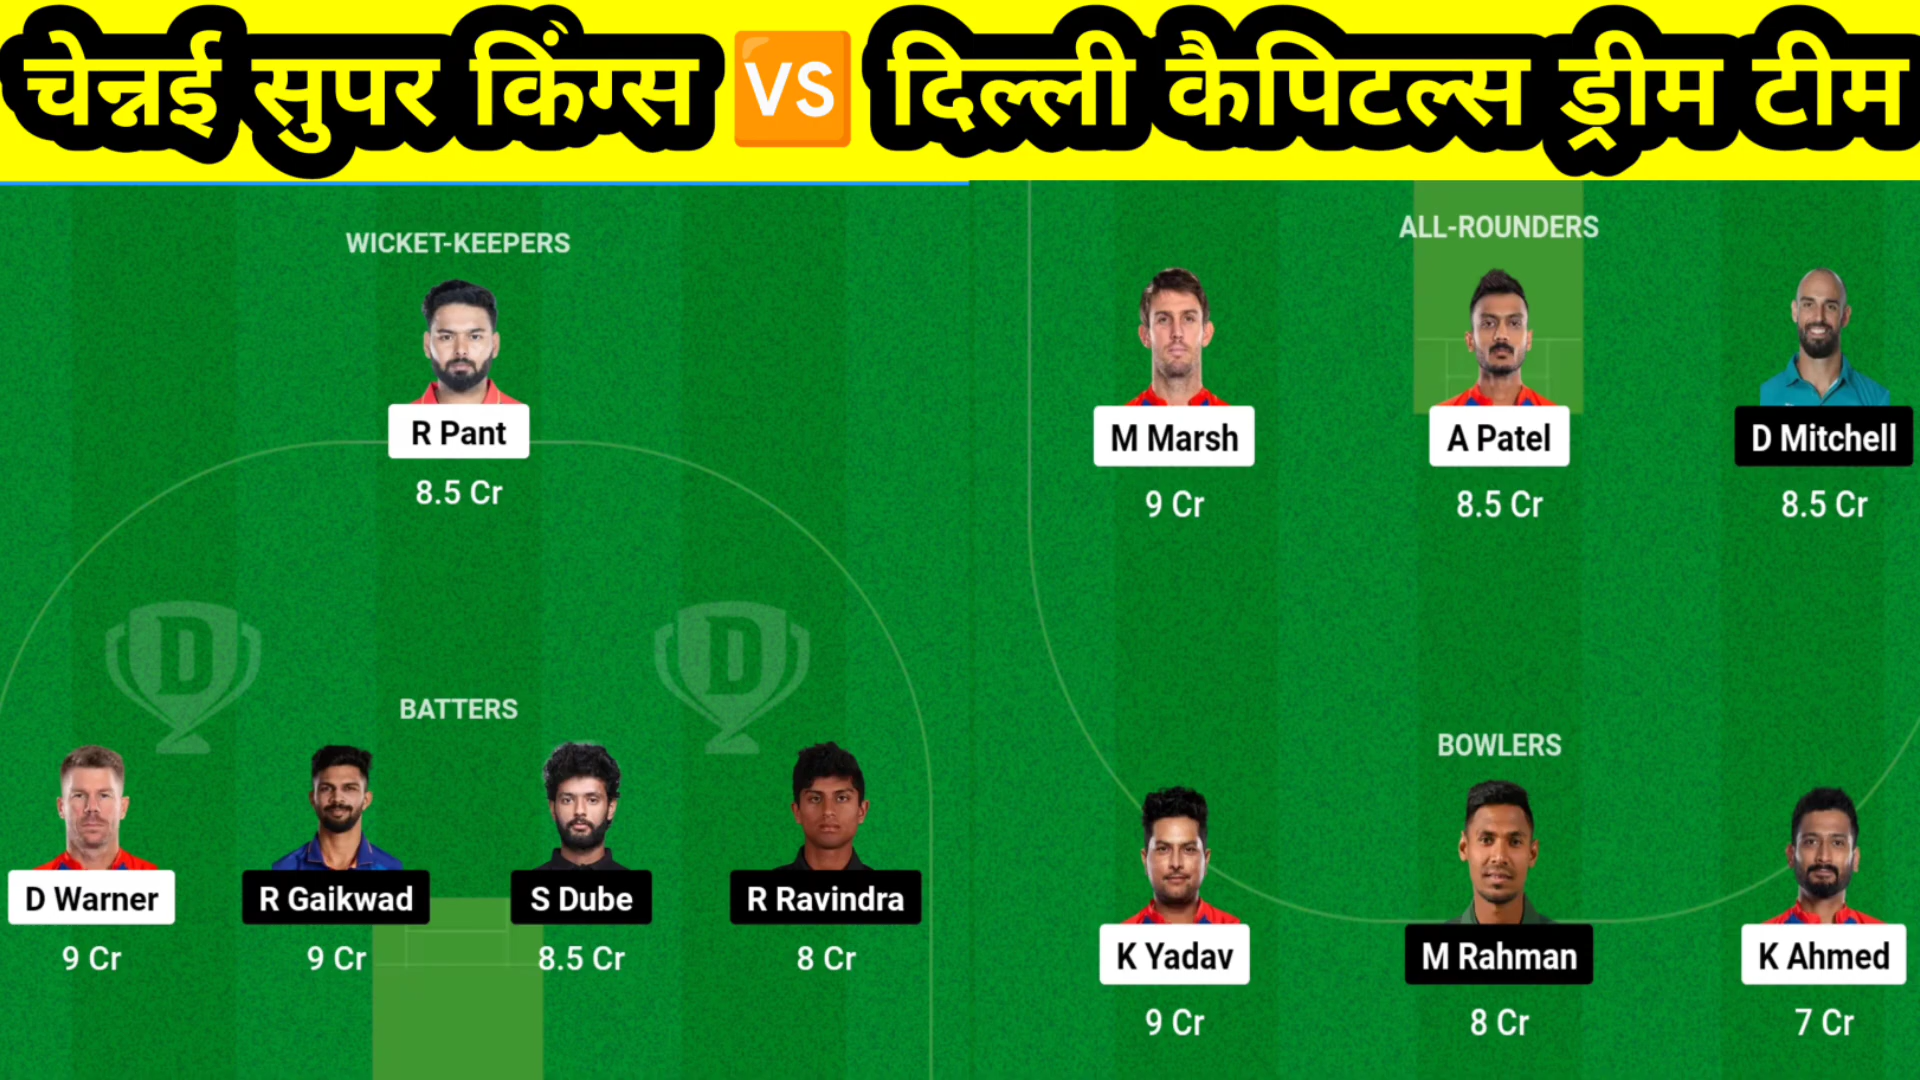 चेन्नई सुपर किंग्स VS दिल्ली कैपिटल्स ड्रीम टीम
WICKET-KEEPERS
R Pant
8.5 Cr
D D
BATTERS
D Warner R Gaikwad S Dube R Ravindra
9 Cr 9 Cr 8.5 Cr 8 Cr
ALL-ROUNDERS
M Marsh A Patel D Mitchell
9 Cr 8.5 Cr 8.5 Cr
BOWLERS
K Yadav M Rahman K Ahmed
9 Cr 8 Cr 7 Cr